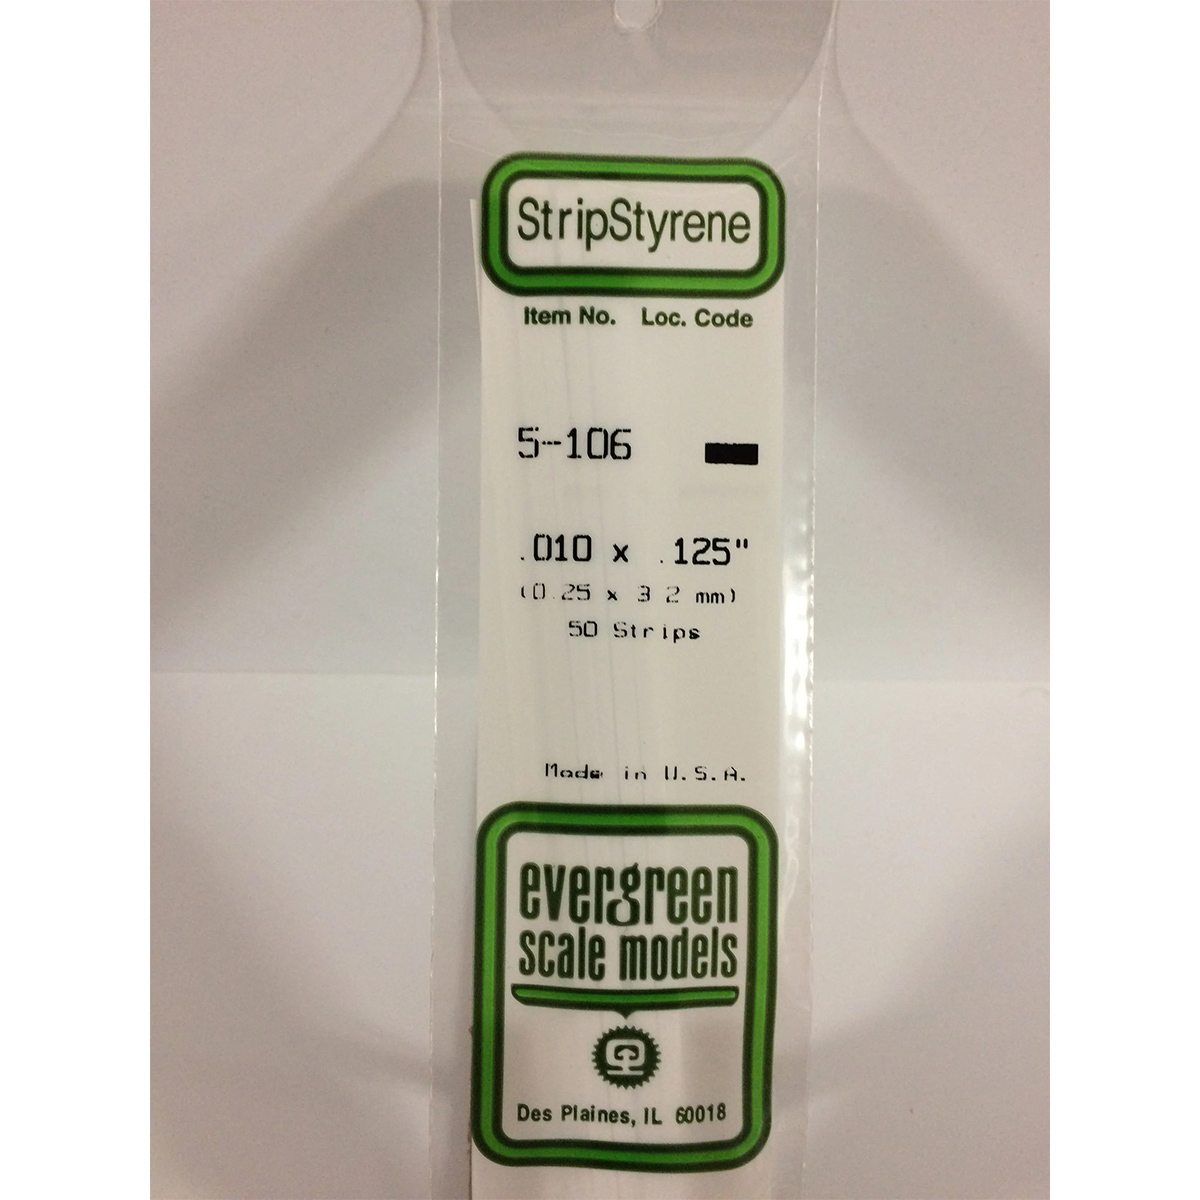 StripStyrene
Item No. Loc. Code
5-106
.010 x .125"
(0.25 x 3.2 mm)
50 Strips
Made in U.S.A.
evergreen
scale models
Des Plaines, IL 60018